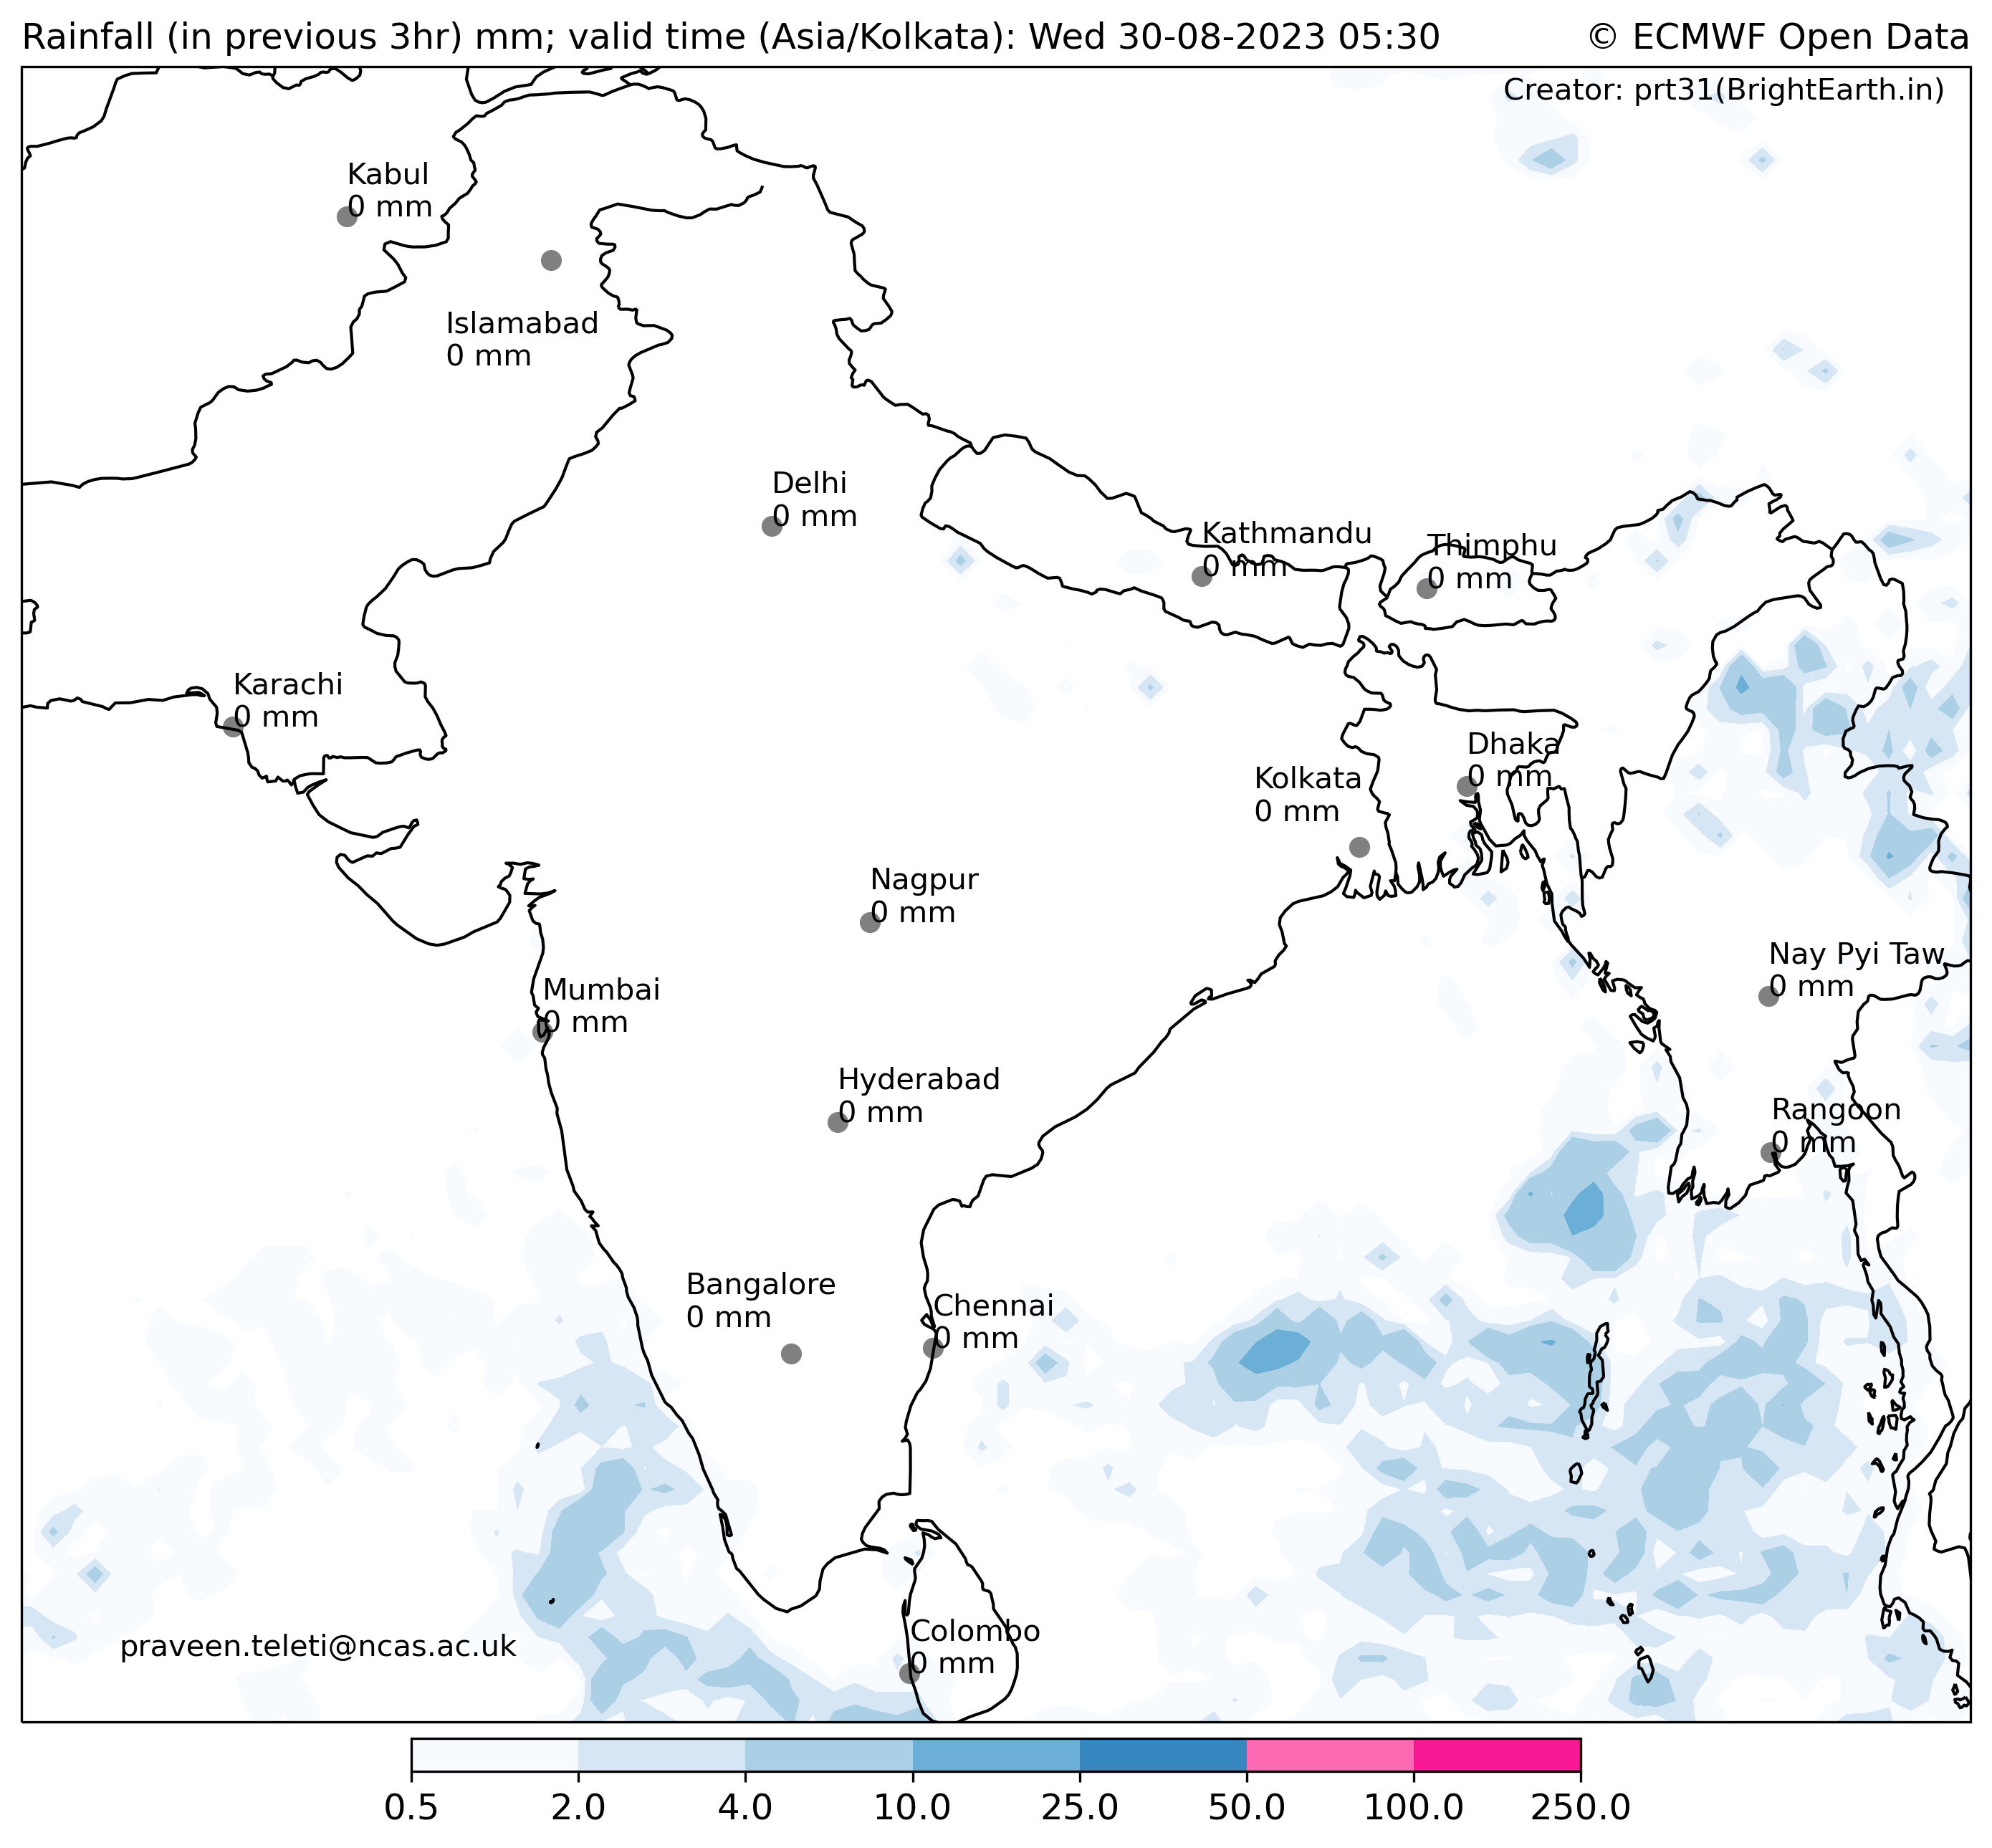 Rainfall (in previous 3hr) mm; valid time (Asia/Kolkata): Wed 30-08-2023 05:30
© ECMWF Open Data
Creator: prt31(BrightEarth.in)
Kabul
0 mm
Islamabad
0 mm
Delhi
0 mm
Kathmandu
0 mm
Thimphu
0 mm
Karachi
0 mm
Dhaka
0 mm
Kolkata
0 mm
Nagpur
0 mm
Nay Pyi Taw
0 mm
Mumbai
0 mm
Hyderabad
0 mm
Rangoon
0 mm
Bangalore
0 mm
Chennai
0 mm
Colombo
0 mm
praveen.teleti@ncas.ac.uk
0.5 2.0 4.0 10.0 25.0 50.0 100.0 250.0